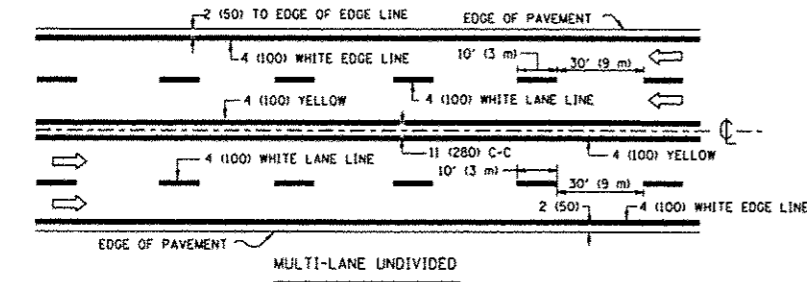 2 (50) TO EDGE OF EDGE LINE
EDGE OF PAVEMENT
4 (100) WHITE EDGE LINE
10' (3 m)
30' (9 m)
4 (100) YELLOW
4 (100) WHITE LANE LINE
℄
4 (100) WHITE LANE LINE
11 (280) C-C
4 (100) YELLOW
10' (3 m)
30' (9 m)
2 (50)
4 (100) WHITE EDGE LINE
EDGE OF PAVEMENT
MULTI-LANE UNDIVIDED